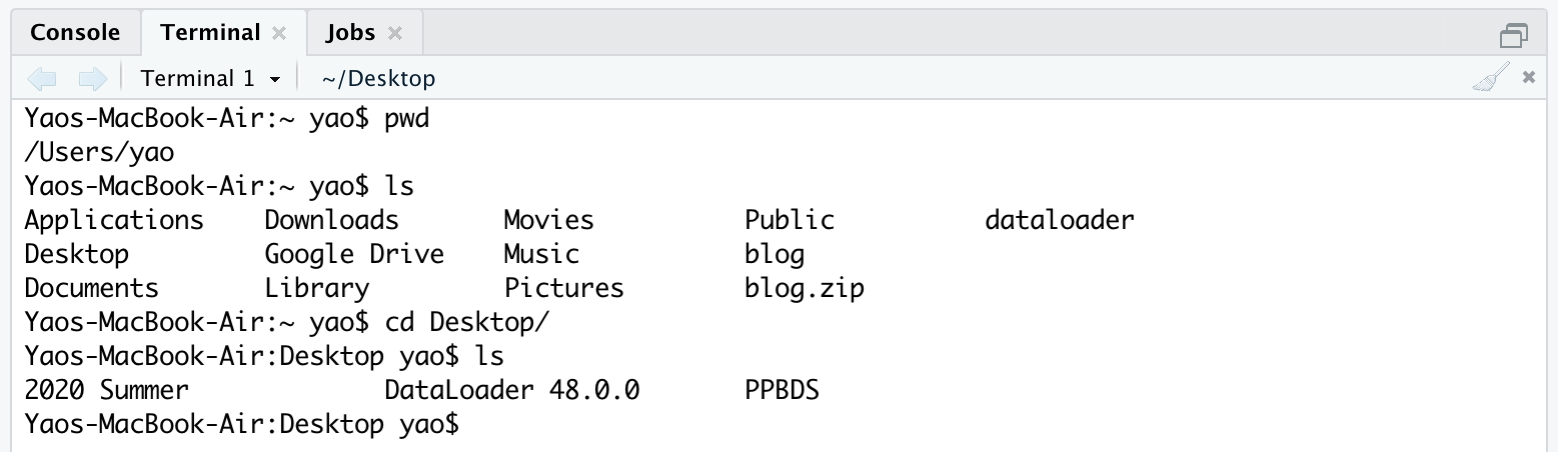 Console Terminal Jobs
Terminal 1 ~/Desktop
Yaos-MacBook-Air:~ yao$ pwd
/Users/yao
Yaos-MacBook-Air:~ yao$ ls
Applications Downloads Movies Public dataloader
Desktop Google Drive Music blog
Documents Library Pictures blog.zip
Yaos-MacBook-Air:~ yao$ cd Desktop/
Yaos-MacBook-Air:Desktop yao$ ls
2020 Summer DataLoader 48.0.0 PPBDS
Yaos-MacBook-Air:Desktop yao$